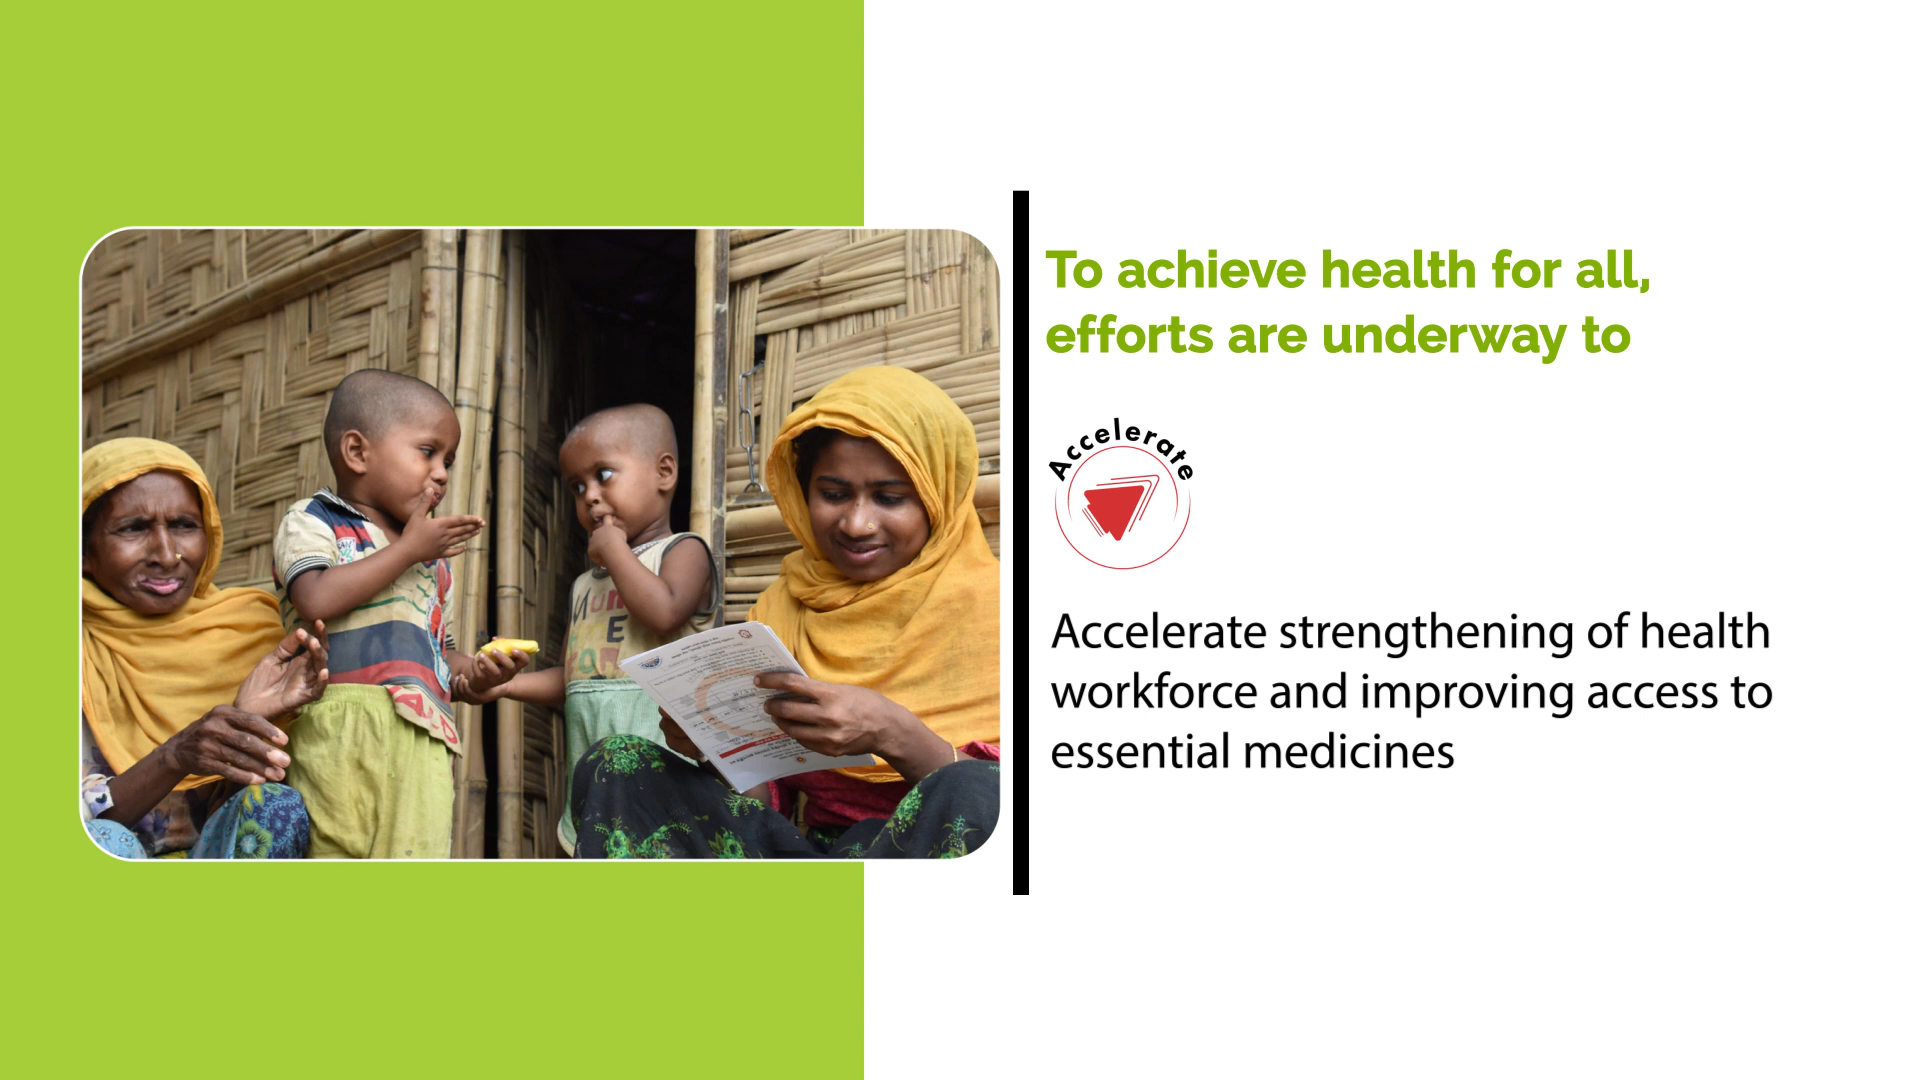 To achieve health for all,
efforts are underway to
Accelerate
Accelerate strengthening of health
workforce and improving access to
essential medicines